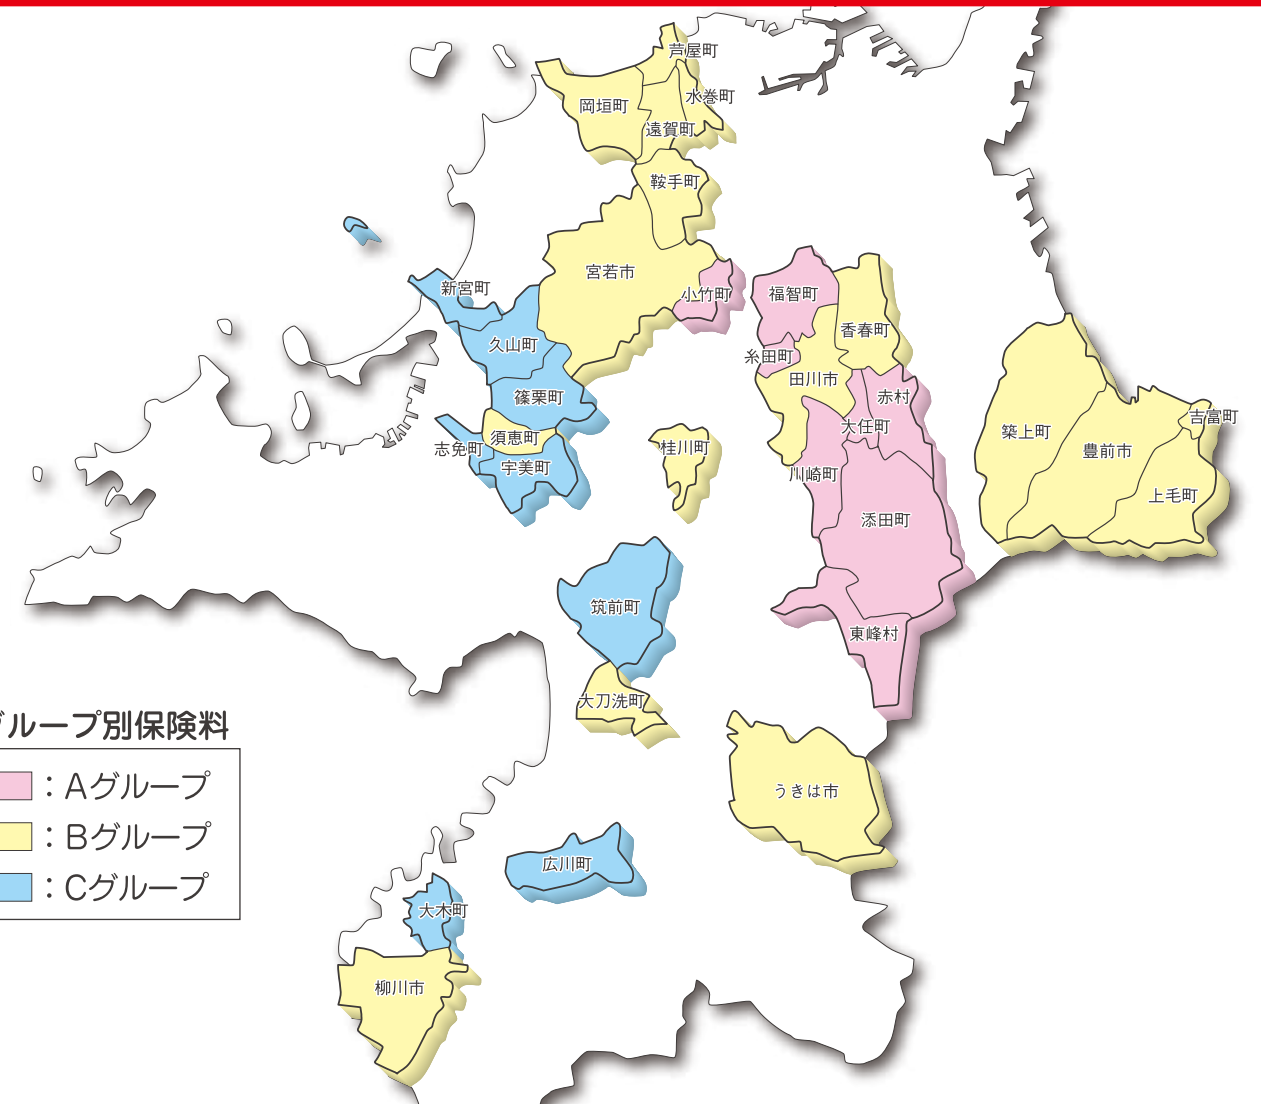 芦屋町
水巻町
岡垣町
遠賀町
鞍手町
宮若市
小竹町
新宮町
福智町
香春町
久山町
糸田町
田川市
篠栗町
赤村
吉富町
須恵町
大任町
築上町
志免町
桂川町
豊前市
宇美町
川崎町
上毛町
添田町
筑前町
東峰村
大刀洗町
グループ別保険料
：Aグループ
うきは市
：Bグループ
広川町
：Cグループ
大木町
柳川市